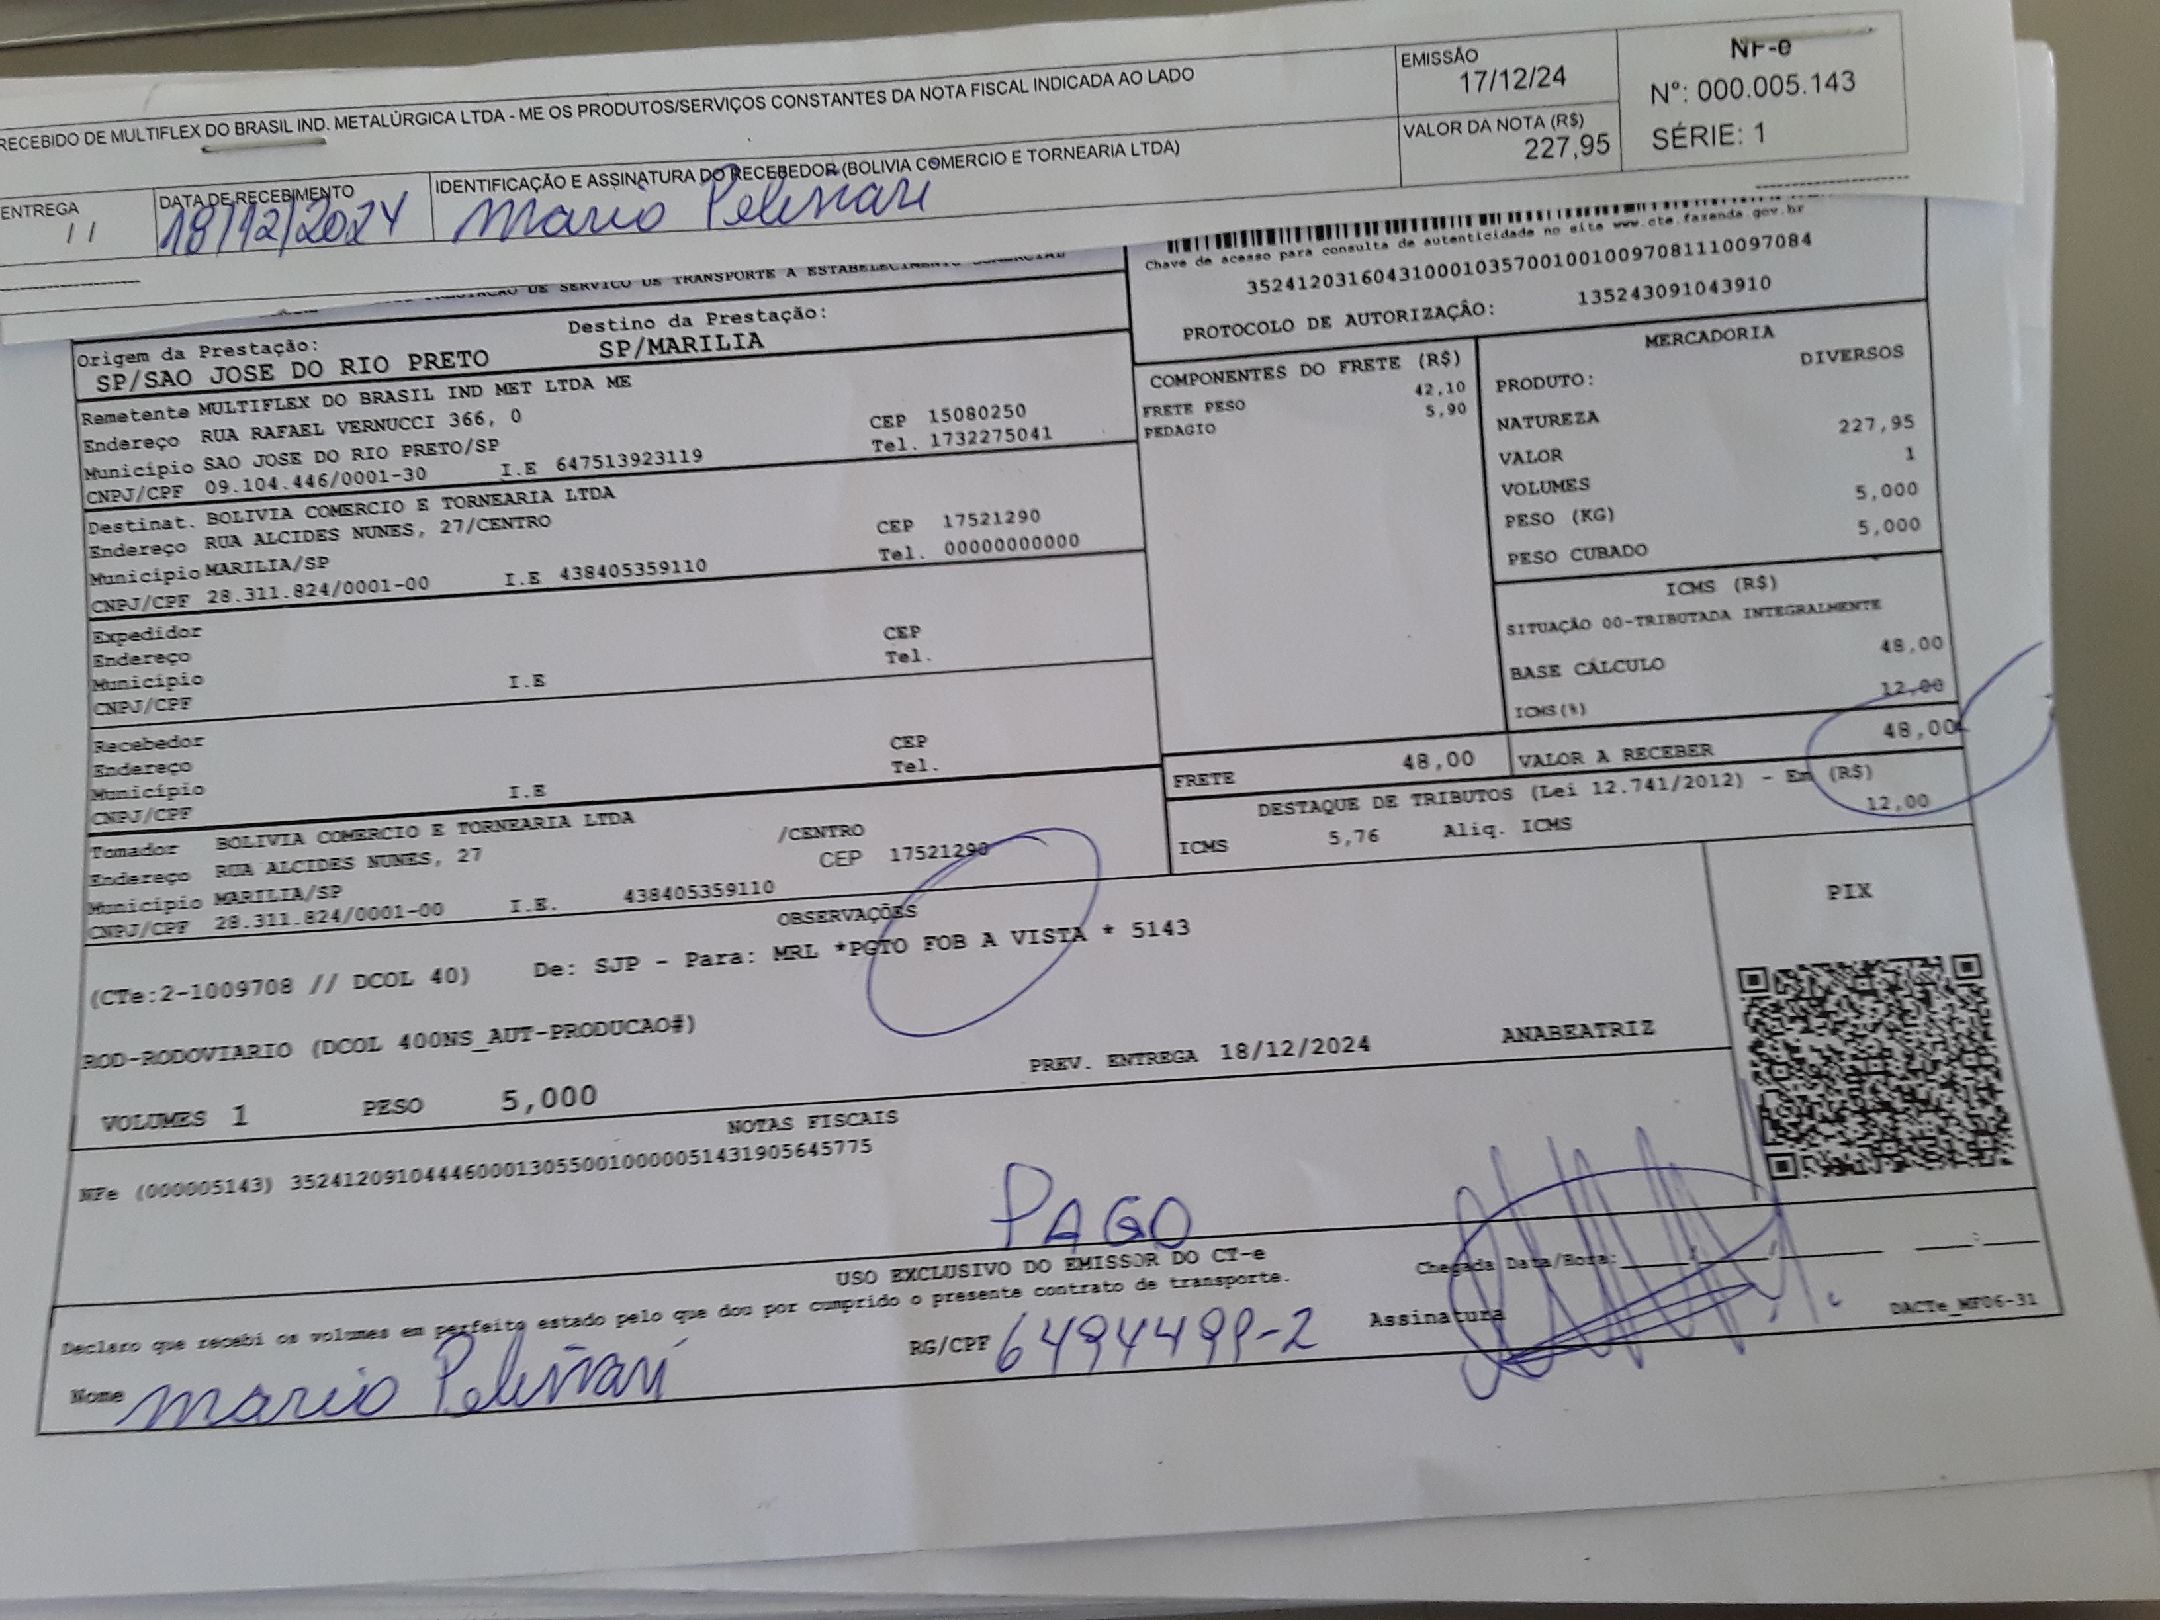 RECEBIDO DE MULTIFLEX DO BRASIL IND. METALÚRGICA LTDA - ME OS PRODUTOS/SERVIÇOS CONSTANTES DA NOTA FISCAL INDICADA AO LADO
EMISSÃO
17/12/24
VALOR DA NOTA (R$)
227,95
NF-e
Nº: 000.005.143
SÉRIE: 1
ENTREGA
/ /
DATA DE RECEBIMENTO
18/12/2024
IDENTIFICAÇÃO E ASSINATURA DO RECEBEDOR (BOLIVIA COMERCIO E TORNEARIA LTDA)
Mario Pelinari
DE SERVICO DE TRANSPORTE A ESTABELECIMENTO COMERCIAL
Chave de acesso para consulta de autenticidade no site www.cte.fazenda.gov.br
35241203160431000103570010010097081110097084
PROTOCOLO DE AUTORIZAÇÃO: 135243091043910
Origem da Prestação: Destino da Prestação:
SP/SAO JOSE DO RIO PRETO SP/MARILIA
Remetente MULTIFLEX DO BRASIL IND MET LTDA ME
Endereço RUA RAFAEL VERNUCCI 366, 0 CEP 15080250
Município SAO JOSE DO RIO PRETO/SP Tel. 1732275041
CNPJ/CPF 09.104.446/0001-30 I.E 647513923119
Destinat. BOLIVIA COMERCIO E TORNEARIA LTDA
Endereço RUA ALCIDES NUNES, 27/CENTRO CEP 17521290
Município MARILIA/SP Tel. 00000000000
CNPJ/CPF 28.311.824/0001-00 I.E 438405359110
Expedidor
Endereço CEP
Município Tel.
CNPJ/CPF I.E
Recebedor
Endereço CEP
Município Tel.
CNPJ/CPF I.E
Tomador BOLIVIA COMERCIO E TORNEARIA LTDA
Endereço RUA ALCIDES NUNES, 27 /CENTRO
Município MARILIA/SP CEP 17521290
CNPJ/CPF 28.311.824/0001-00 I.E. 438405359110
COMPONENTES DO FRETE (R$)
FRETE PESO 42,10
PEDAGIO 5,90
MERCADORIA
PRODUTO: DIVERSOS
NATUREZA
VALOR 227,95
VOLUMES 1
PESO (KG) 5,000
PESO CUBADO 5,000
ICMS (R$)
SITUAÇÃO 00-TRIBUTADA INTEGRALMENTE
BASE CÁLCULO 48,00
ICMS(%) 12,00
FRETE 48,00
VALOR A RECEBER 48,00
DESTAQUE DE TRIBUTOS (Lei 12.741/2012) - Em (R$)
ICMS 5,76 Aliq. ICMS 12,00
OBSERVAÇÕES
(CTe:2-1009708 // DCOL 40) De: SJP - Para: MRL *PGTO FOB A VISTA * 5143
ROD-RODOVIARIO (DCOL 400NS_AUT-PRODUCAO#)
PREV. ENTREGA 18/12/2024 ANABEATRIZ
PIX
VOLUMES 1 PESO 5,000
NOTAS FISCAIS
NFe (000005143) 35241209104446000130550010000051431905645775
PAGO
USO EXCLUSIVO DO EMISSOR DO CT-e
Declaro que recebi os volumes em perfeito estado pelo que dou por cumprido o presente contrato de transporte.
Chegada Data/Hora: ____/____/______ ____:____
Nome Mario Pelinari RG/CPF 6494499-2 Assinatura
DACTe_MF06-31